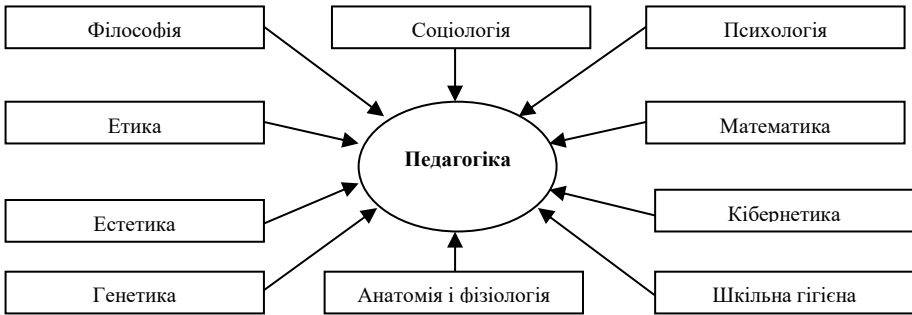 Філософія
Соціологія
Психологія
Етика
Математика
Педагогіка
Естетика
Кібернетика
Генетика
Анатомія і фізіологія
Шкільна гігієна